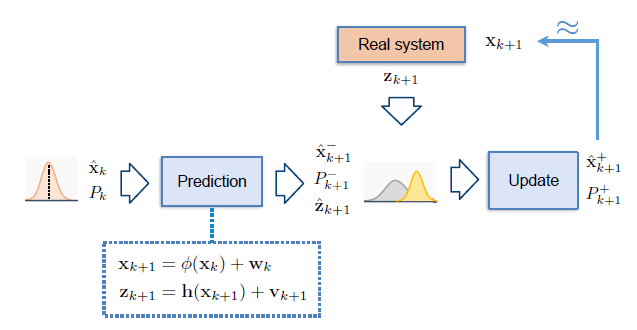 ≈
Real system
x_{k+1}
z_{k+1}
x̂_k
P_k
Prediction
x̂⁻_{k+1}
P⁻_{k+1}
ẑ_{k+1}
Update
x̂⁺_{k+1}
P⁺_{k+1}
x_{k+1} = ϕ(x_k) + w_k
z_{k+1} = h(x_{k+1}) + v_{k+1}